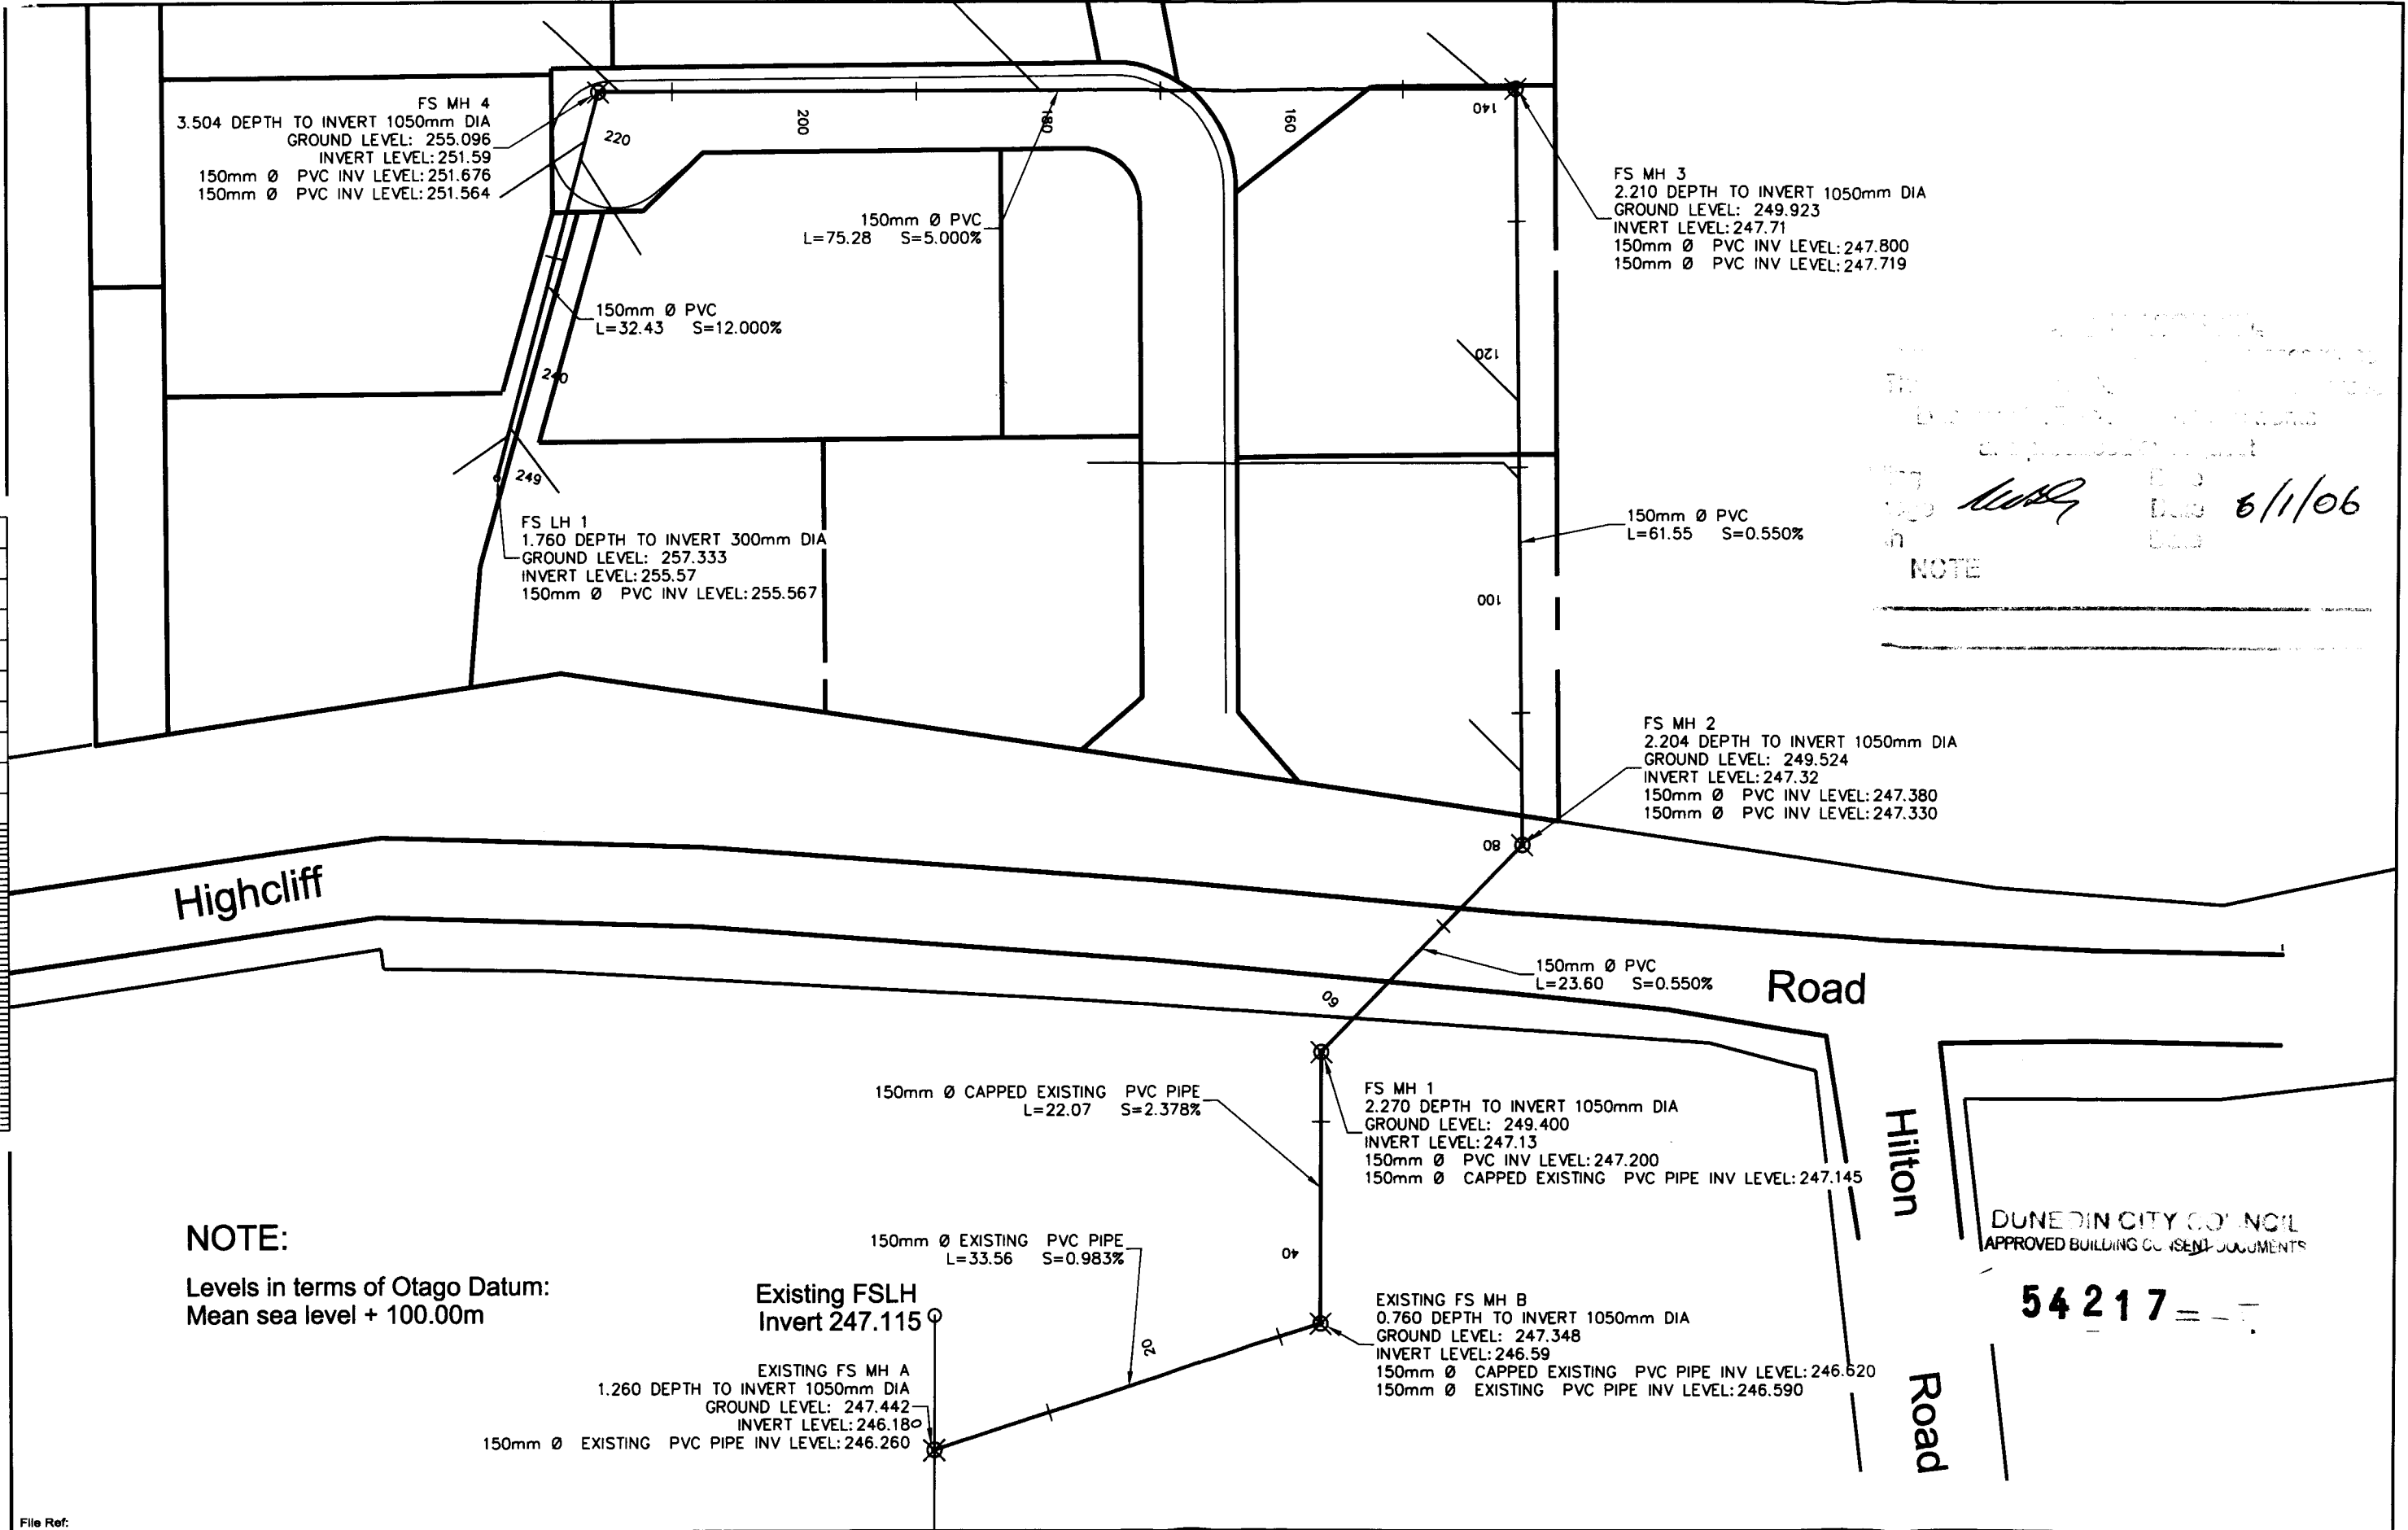 FS MH 4
3.504 DEPTH TO INVERT 1050mm DIA
GROUND LEVEL: 255.096
INVERT LEVEL:251.59
150mm Ø PVC INV LEVEL:251.676
150mm Ø PVC INV LEVEL:251.564
220
200
180
160
140
150mm Ø PVC
L=75.28 S=5.000%
FS MH 3
2.210 DEPTH TO INVERT 1050mm DIA
GROUND LEVEL: 249.923
INVERT LEVEL:247.71
150mm Ø PVC INV LEVEL:247.800
150mm Ø PVC INV LEVEL:247.719
150mm Ø PVC
L=32.43 S=12.000%
240
120
249
FS LH 1
1.760 DEPTH TO INVERT 300mm DIA
GROUND LEVEL: 257.333
INVERT LEVEL:255.57
150mm Ø PVC INV LEVEL:255.567
150mm Ø PVC
L=61.55 S=0.550%
Date 6/1/06
NOTE
100
FS MH 2
2.204 DEPTH TO INVERT 1050mm DIA
GROUND LEVEL: 249.524
INVERT LEVEL:247.32
150mm Ø PVC INV LEVEL:247.380
150mm Ø PVC INV LEVEL:247.330
80
Highcliff
Road
150mm Ø PVC
L=23.60 S=0.550%
60
150mm Ø CAPPED EXISTING PVC PIPE
L=22.07 S=2.378%
FS MH 1
2.270 DEPTH TO INVERT 1050mm DIA
GROUND LEVEL: 249.400
INVERT LEVEL:247.13
150mm Ø PVC INV LEVEL:247.200
150mm Ø CAPPED EXISTING PVC PIPE INV LEVEL:247.145
Hilton
Road
NOTE:
Levels in terms of Otago Datum:
Mean sea level + 100.00m
150mm Ø EXISTING PVC PIPE
L=33.56 S=0.983%
40
20
Existing FSLH
Invert 247.115
EXISTING FS MH B
0.760 DEPTH TO INVERT 1050mm DIA
GROUND LEVEL: 247.348
INVERT LEVEL:246.59
150mm Ø CAPPED EXISTING PVC PIPE INV LEVEL:246.620
150mm Ø EXISTING PVC PIPE INV LEVEL:246.590
EXISTING FS MH A
1.260 DEPTH TO INVERT 1050mm DIA
GROUND LEVEL: 247.442
INVERT LEVEL:246.180
150mm Ø EXISTING PVC PIPE INV LEVEL:246.260
DUNEDIN CITY COUNCIL
APPROVED BUILDING CONSENT DOCUMENTS
54217
File Ref: